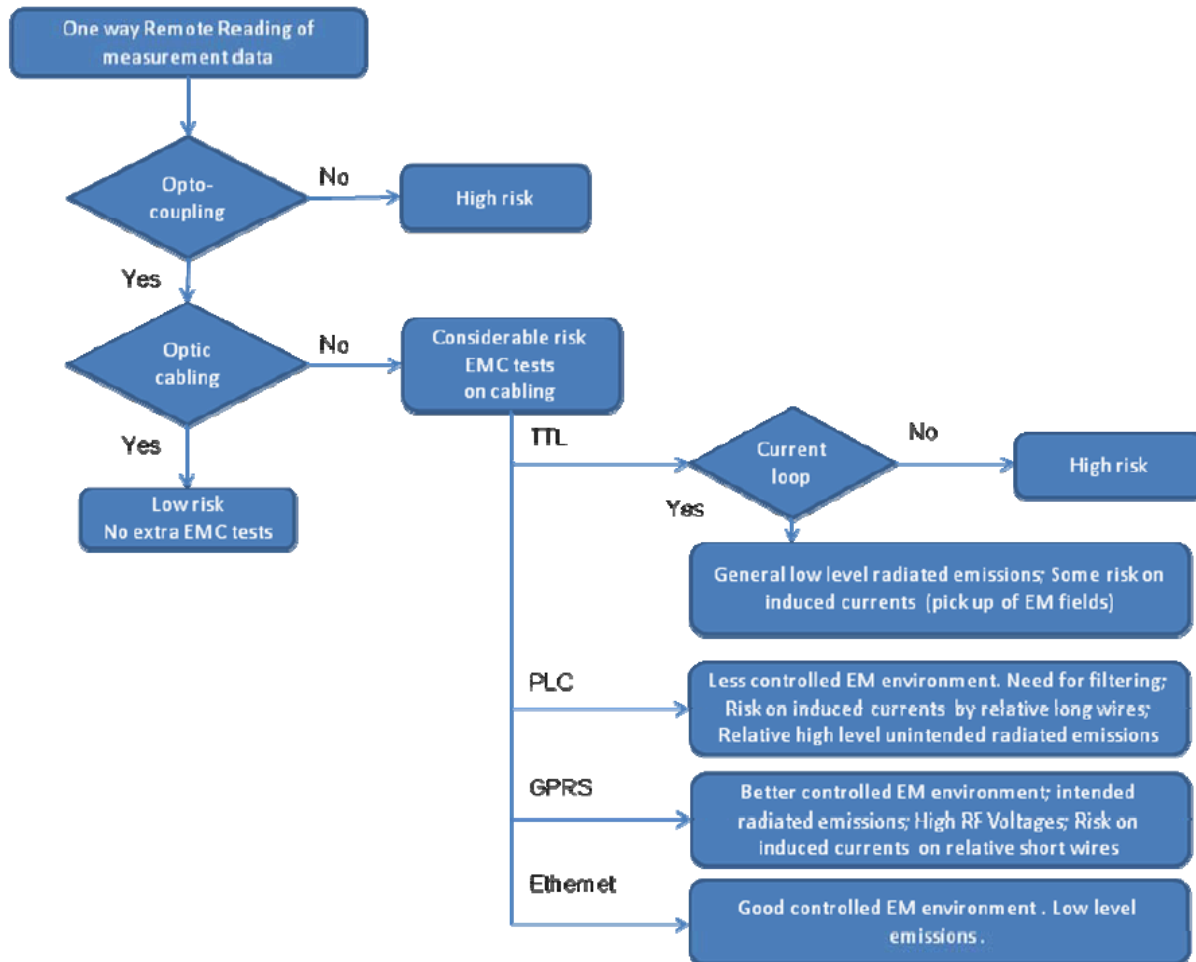 One way Remote Reading of
measurement data
Opto-
coupling
No
High risk
Yes
Optic
cabling
No
Considerable risk
EMC tests
on cabling
Yes
Low risk
No extra EMC tests
TTL
Current
loop
No
High risk
Yes
General low level radiated emissions; Some risk on
induced currents (pick up of EM fields)
PLC
Less controlled EM environment. Need for filtering;
Risk on induced currents by relative long wires;
Relative high level unintended radiated emissions
GPRS
Better controlled EM environment; intended
radiated emissions; High RF Voltages; Risk on
induced currents on relative short wires
Ethernet
Good controlled EM environment . Low level
emissions .